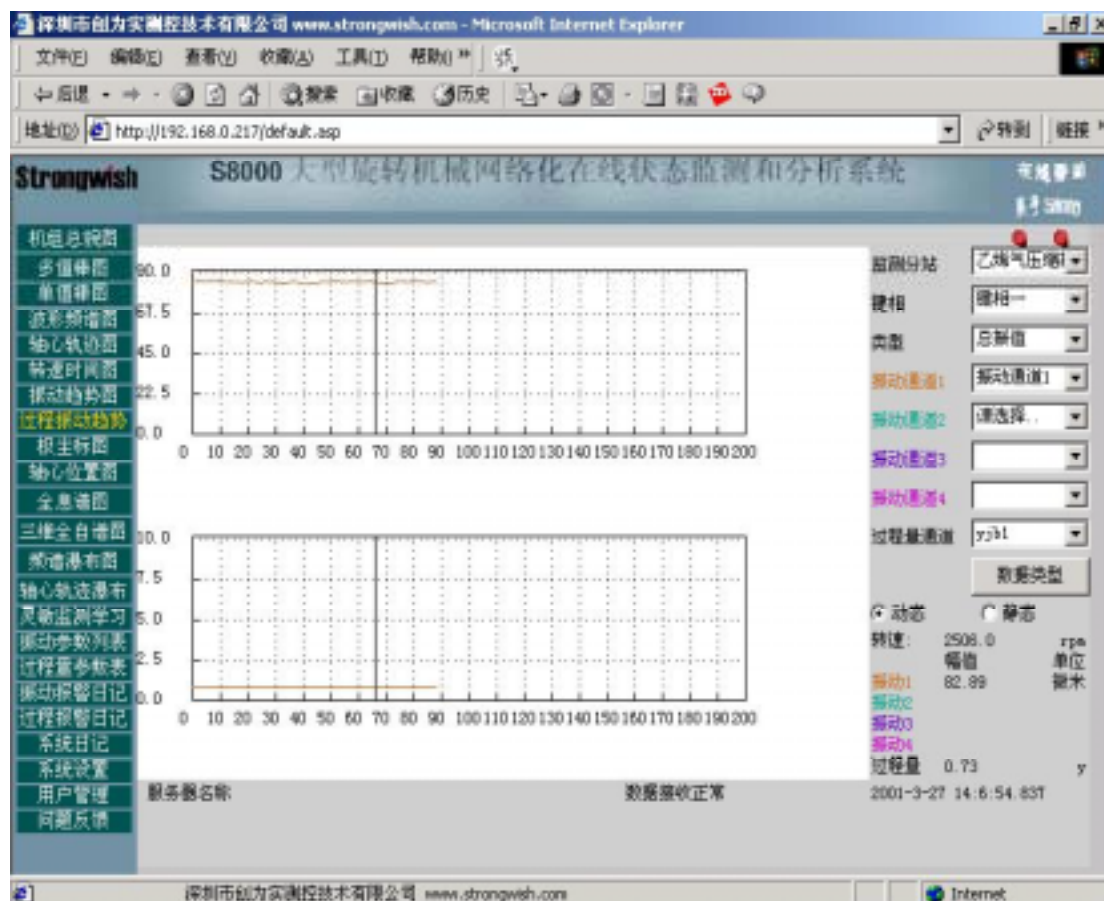 深圳市创为实测控技术有限公司 www.strongwish.com - Microsoft Internet Explorer
文件(F) 编辑(E) 查看(V) 收藏(A) 工具(T) 帮助(
后退 搜索 收藏 历史
地址(D) http://192.168.0.217/default.asp 转到 链接
Strongwish S8000 大型旋转机械网络化在线状态监测和分析系统
机组总貌图
多值棒图
单值棒图
波形频谱图
轴心轨迹图
转速时间图
振动趋势图
过程振动趋势
极坐标图
轴心位置图
全息谱图
三维全息谱图
频谱瀑布图
轴心轨迹瀑布
灵敏监测学习
振动参数列表
过程量参数表
振动报警日记
过程报警日记
系统日记
系统设置
用户管理
问题反馈
90.0
67.5
45.0
22.5
0.0
0 10 20 30 40 50 60 70 80 90 100 110 120 130 140 150 160 170 180 190 200
10.0
7.5
5.0
2.5
0.0
0 10 20 30 40 50 60 70 80 90 100 110 120 130 140 150 160 170 180 190 200
监测分站 乙烯气压缩
键相 键相一
类型 总振值
振动通道1 振动通道1
振动通道2 请选择..
振动通道3
振动通道4
过程量通道 yjb1
数据类型
动态 静态
转速: 2506.0 rpm
幅值 单位
振动1 82.89 微米
振动2
振动3
振动4
过程量 0.73 y
服务器名称: 数据接收正常 2001-3-27 14:6:54.837
深圳市创为实测控技术有限公司 www.strongwish.com Internet